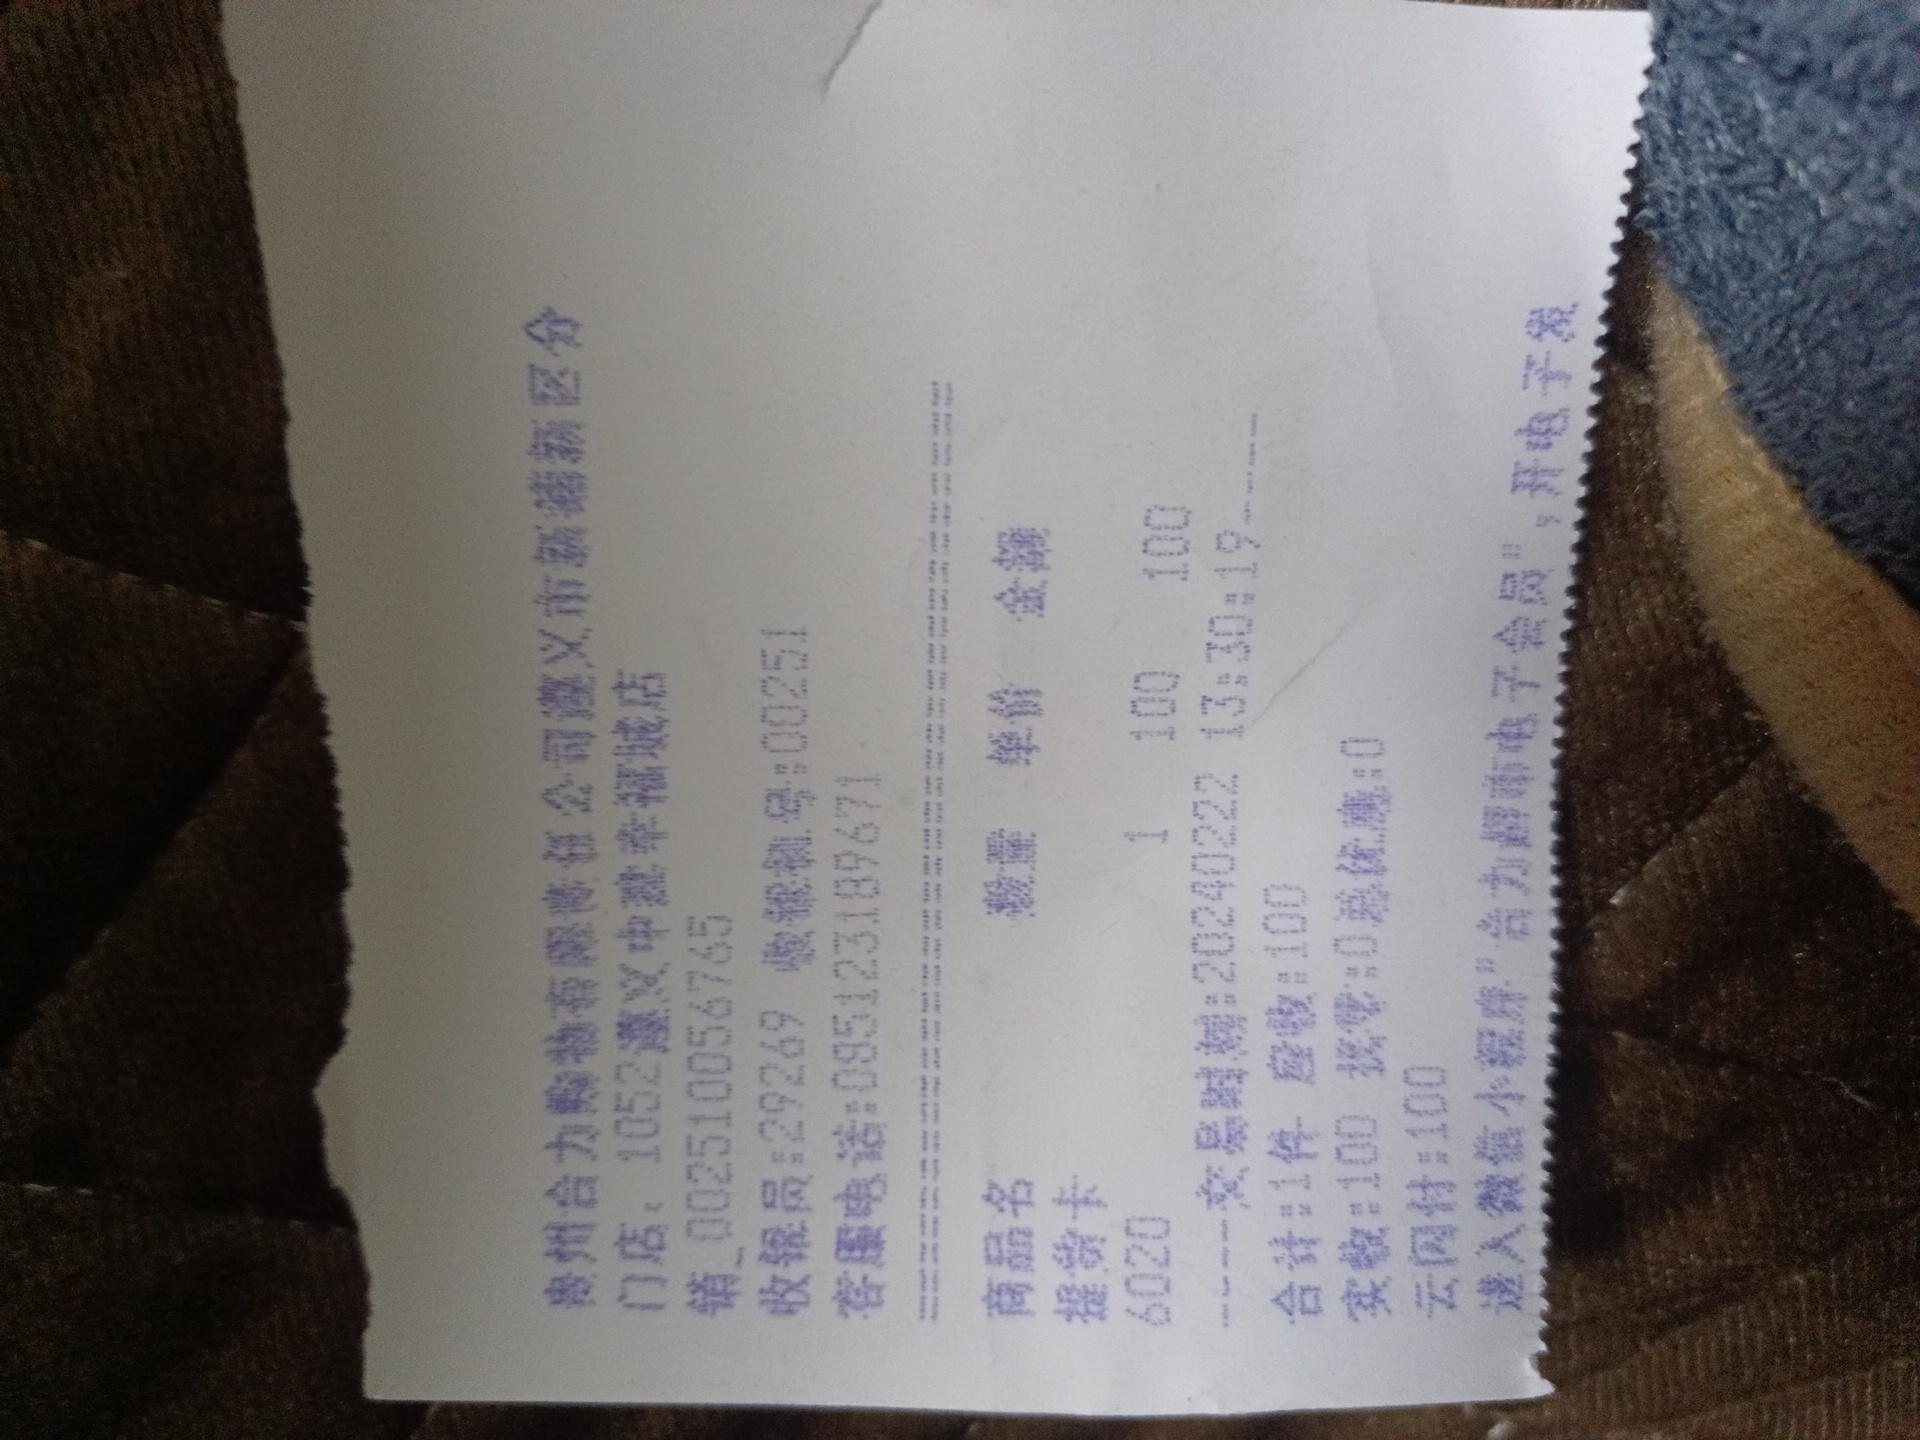 贵州合力购物有限责任公司遵义市新浦新区分
门店: 1052遵义中建幸福城店
销_002510056765
收银员:29269 收银机号:00251
客服电话:085123189671
================================
商品名 数量 单价 金额
提货卡
6020 1 100 100
-----交易时刻:20240222 13:30:19-----
合计:1件 应收:100
实收:100 找零:0总优惠:0
云闪付:100
进入微信小程序"合力超市电子会员",开电子发